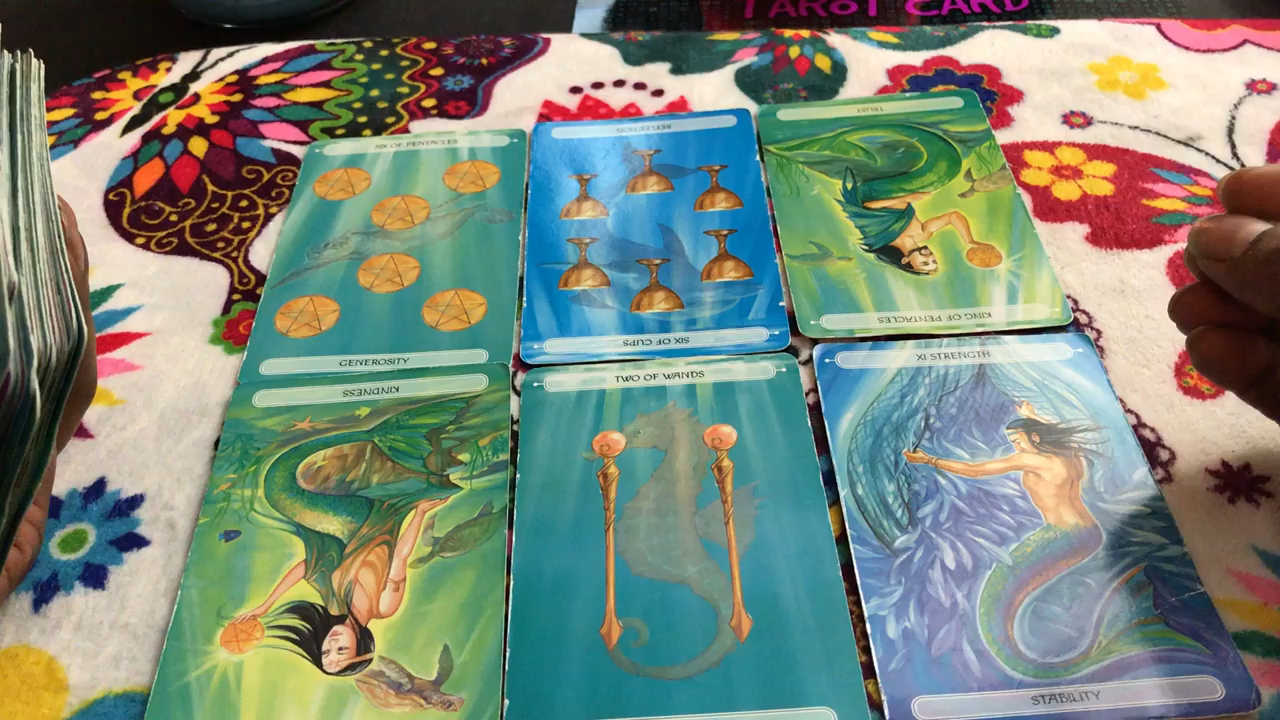 TAROT CARD
SIX OF PENTACLES
GENEROSITY
REFLECTION
SIX OF CUPS
TRUST
KING OF PENTACLES
KINDNESS
TWO OF WANDS
XI STRENGTH
STABILITY